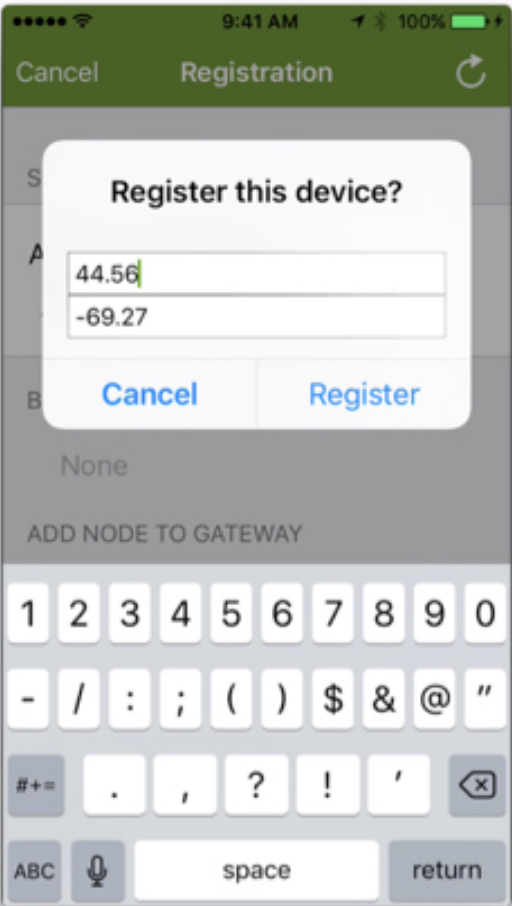 9:41 AM 100%
Cancel Registration
S
Register this device?
A
44.56
-69.27
Cancel Register
B
None
ADD NODE TO GATEWAY
1 2 3 4 5 6 7 8 9 0
- / : ; ( ) $ & @ "
#+= . , ? ! '
ABC space return